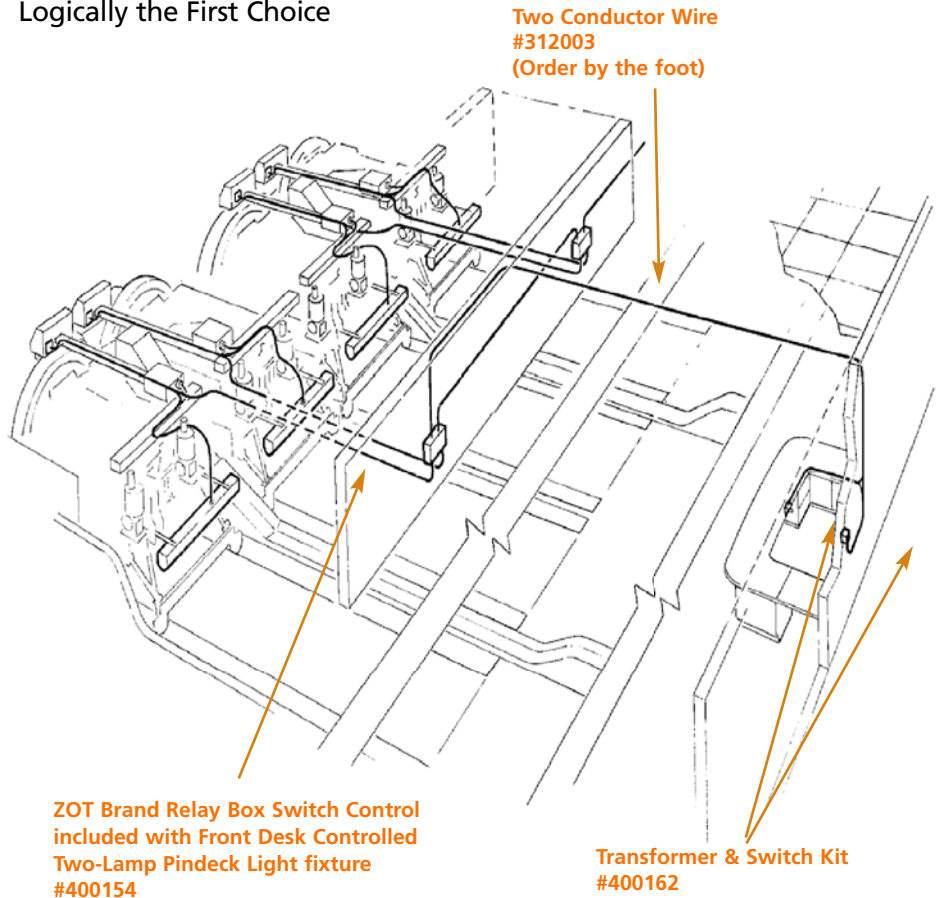 Logically the First Choice
Two Conductor Wire
#312003
(Order by the foot)
ZOT Brand Relay Box Switch Control
included with Front Desk Controlled
Two-Lamp Pindeck Light fixture
#400154
Transformer & Switch Kit
#400162